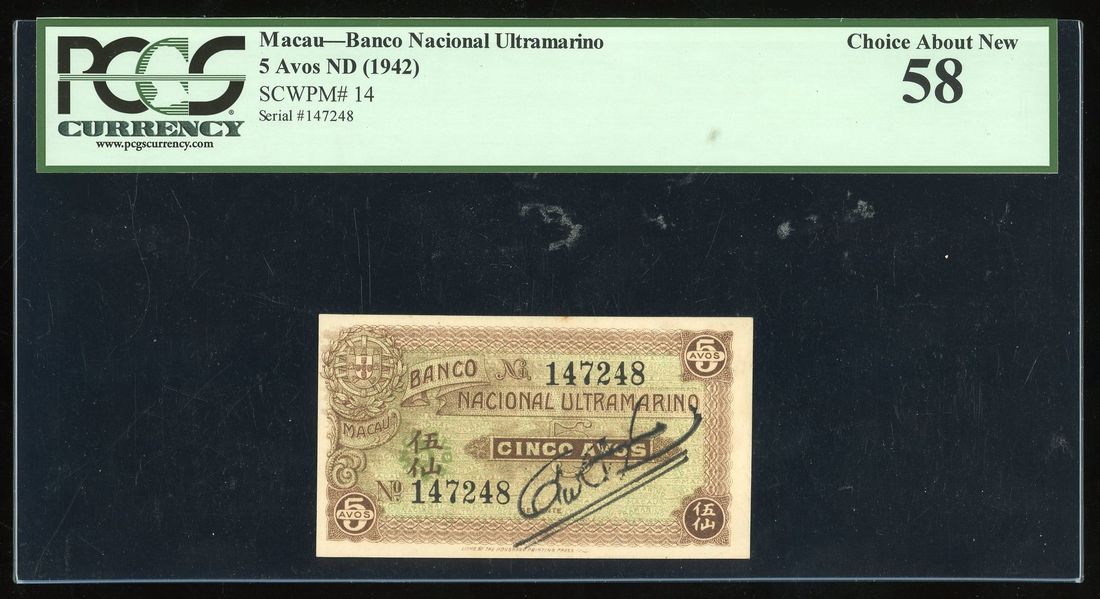 PCGS
CURRENCY
www.pcgscurrency.com
Macau—Banco Nacional Ultramarino
5 Avos ND (1942)
SCWPM# 14
Serial #147248
Choice About New
58
BANCO No. 147248
NACIONAL ULTRAMARINO
MACAU
CINCO AVOS
伍仙
No. 147248
5 AVOS
5 AVOS
伍仙